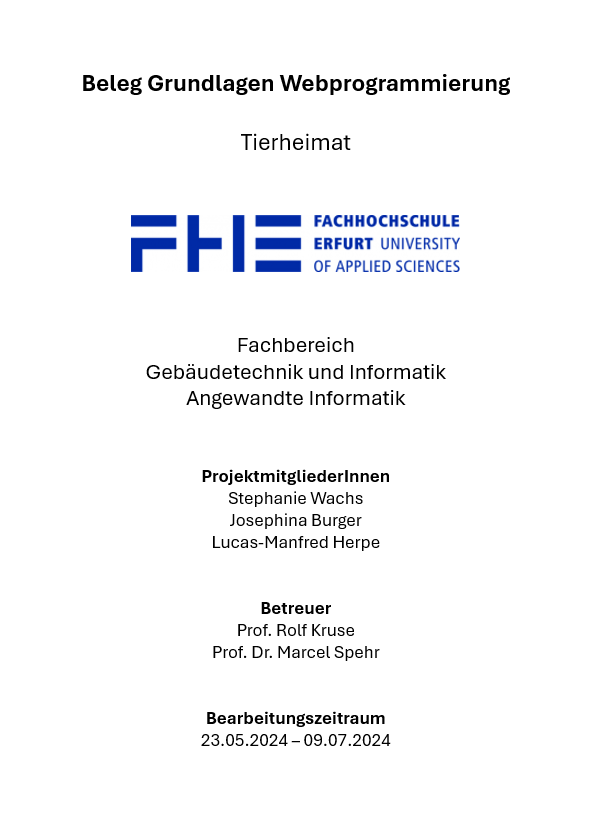 Beleg Grundlagen Webprogrammierung
Tierheimat
FHE
FACHHOCHSCHULE
ERFURT UNIVERSITY
OF APPLIED SCIENCES
Fachbereich
Gebäudetechnik und Informatik
Angewandte Informatik
ProjektmitgliederInnen
Stephanie Wachs
Josephina Burger
Lucas-Manfred Herpe
Betreuer
Prof. Rolf Kruse
Prof. Dr. Marcel Spehr
Bearbeitungszeitraum
23.05.2024 – 09.07.2024